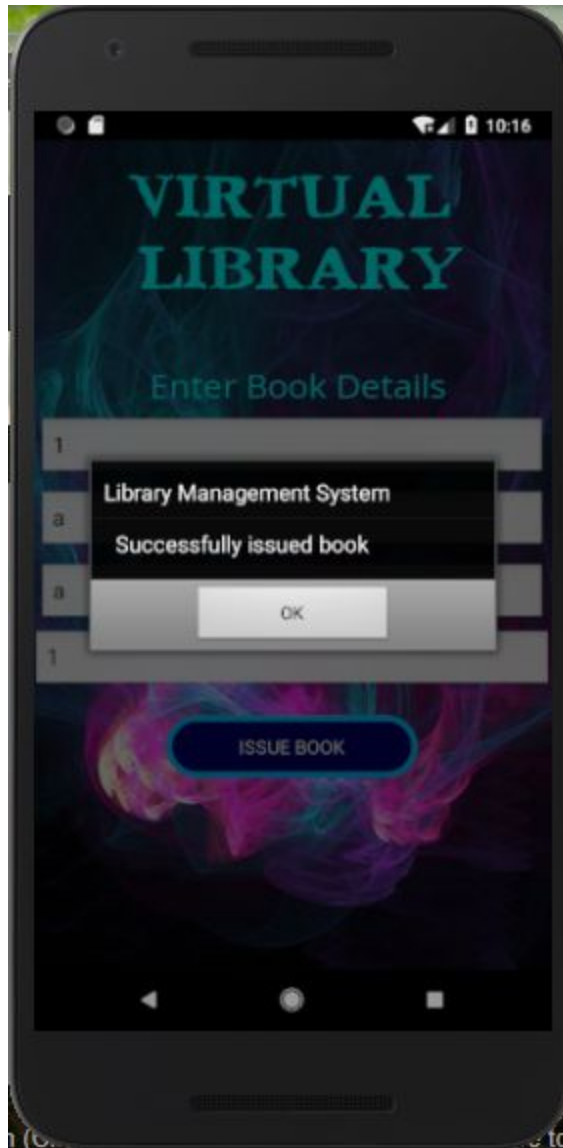 10:16
VIRTUAL
LIBRARY
Enter Book Details
1
Library Management System
a
Successfully issued book
a
OK
1
ISSUE BOOK